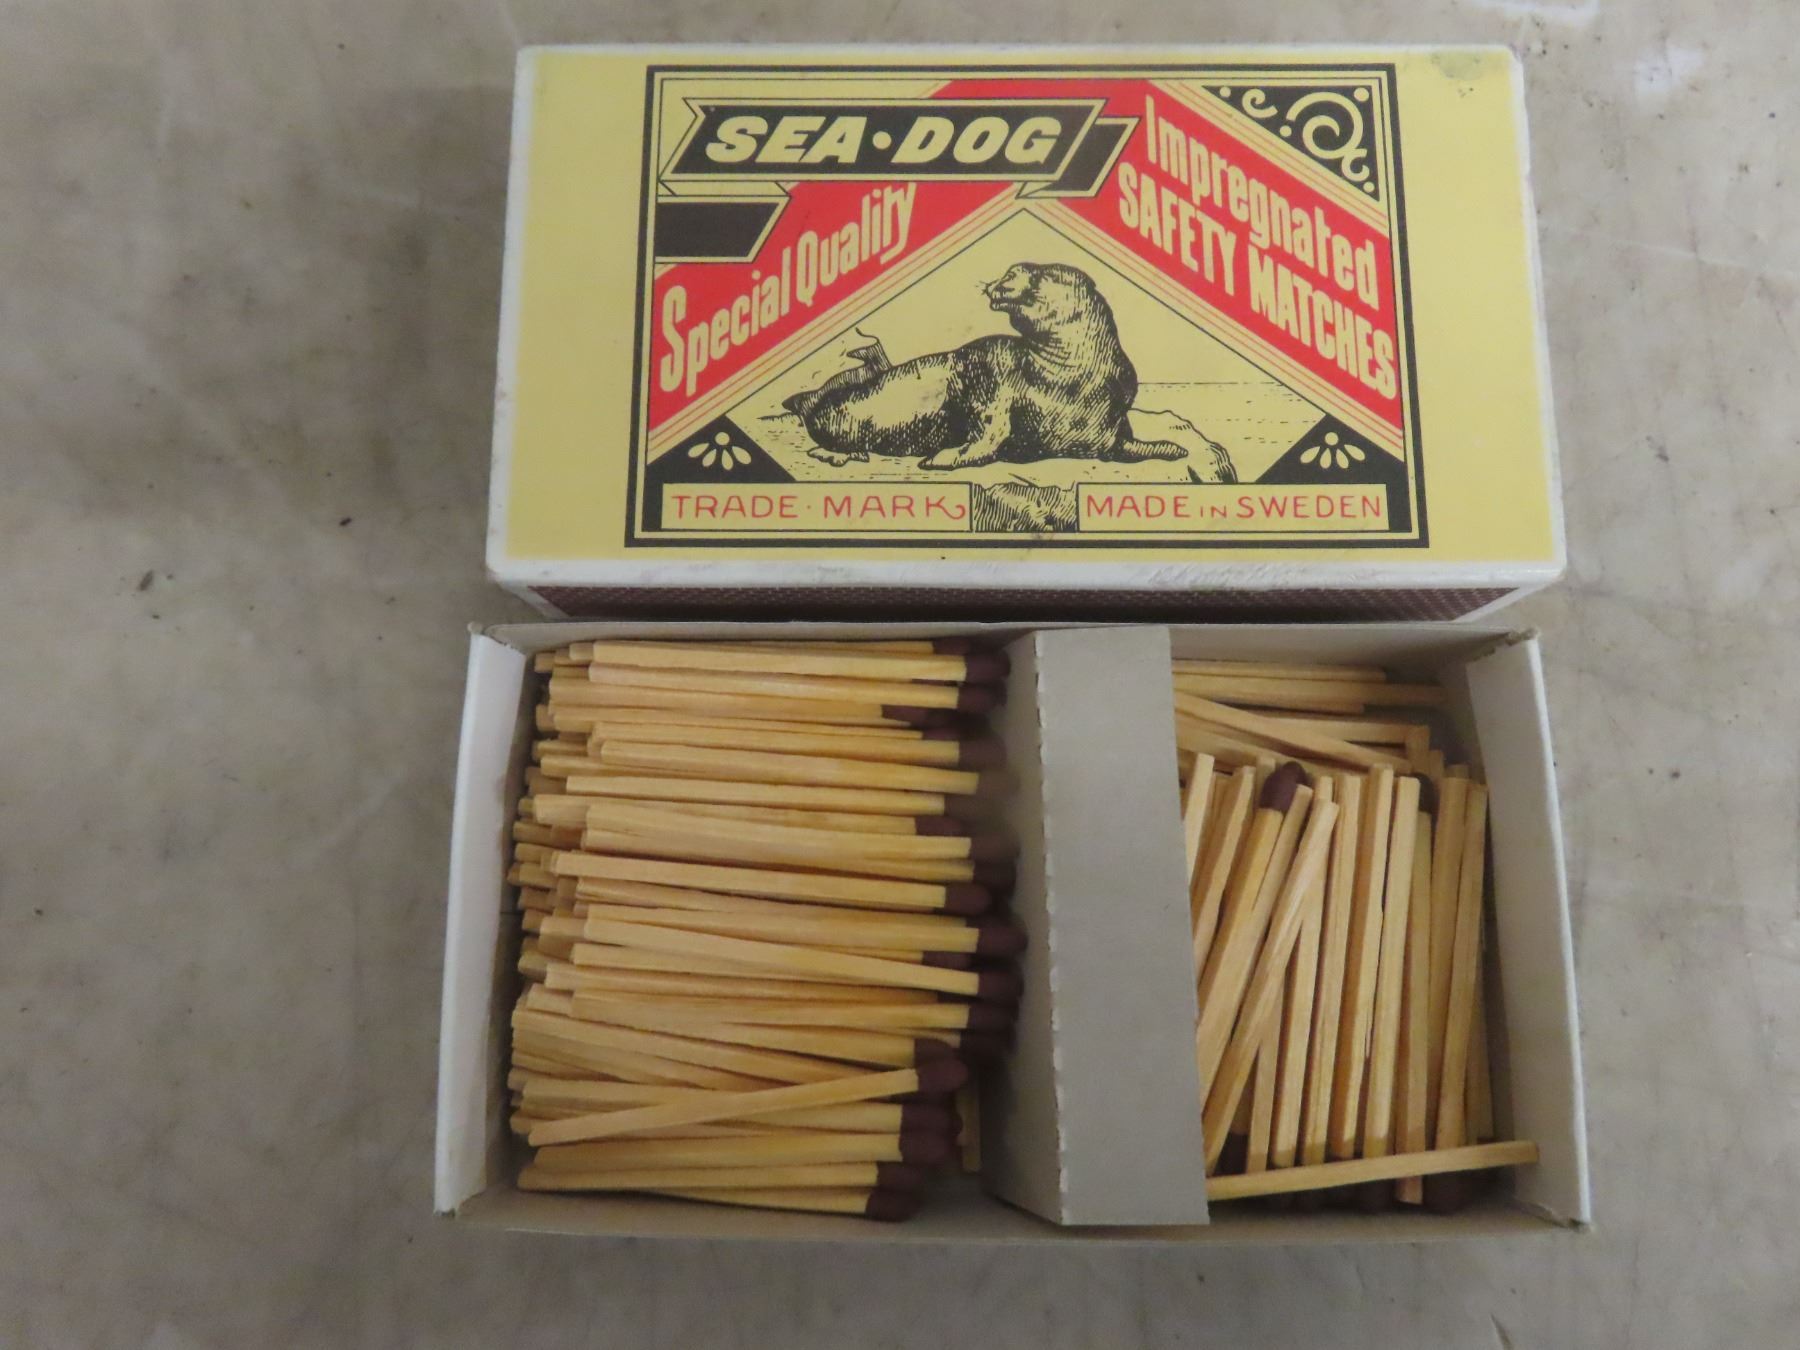 SEA·DOG
Special Quality
Impregnated
SAFETY MATCHES
TRADE·MARK
MADE IN SWEDEN